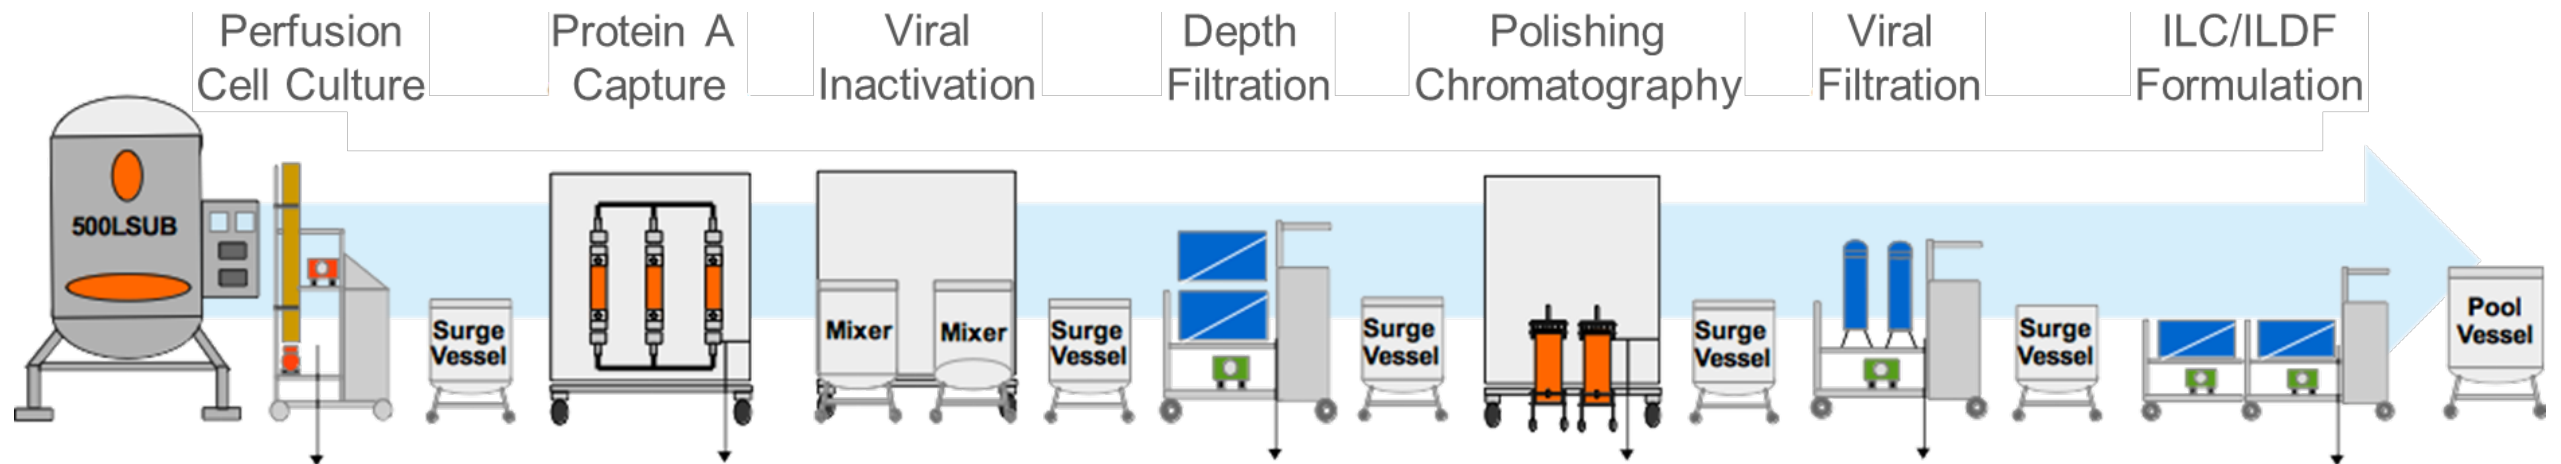 Perfusion
Cell Culture
Protein A
Capture
Viral
Inactivation
Depth
Filtration
Polishing
Chromatography
Viral
Filtration
ILC/ILDF
Formulation
500LSUB
Surge
Vessel
Mixer
Mixer
Surge
Vessel
Surge
Vessel
Surge
Vessel
Surge
Vessel
Pool
Vessel